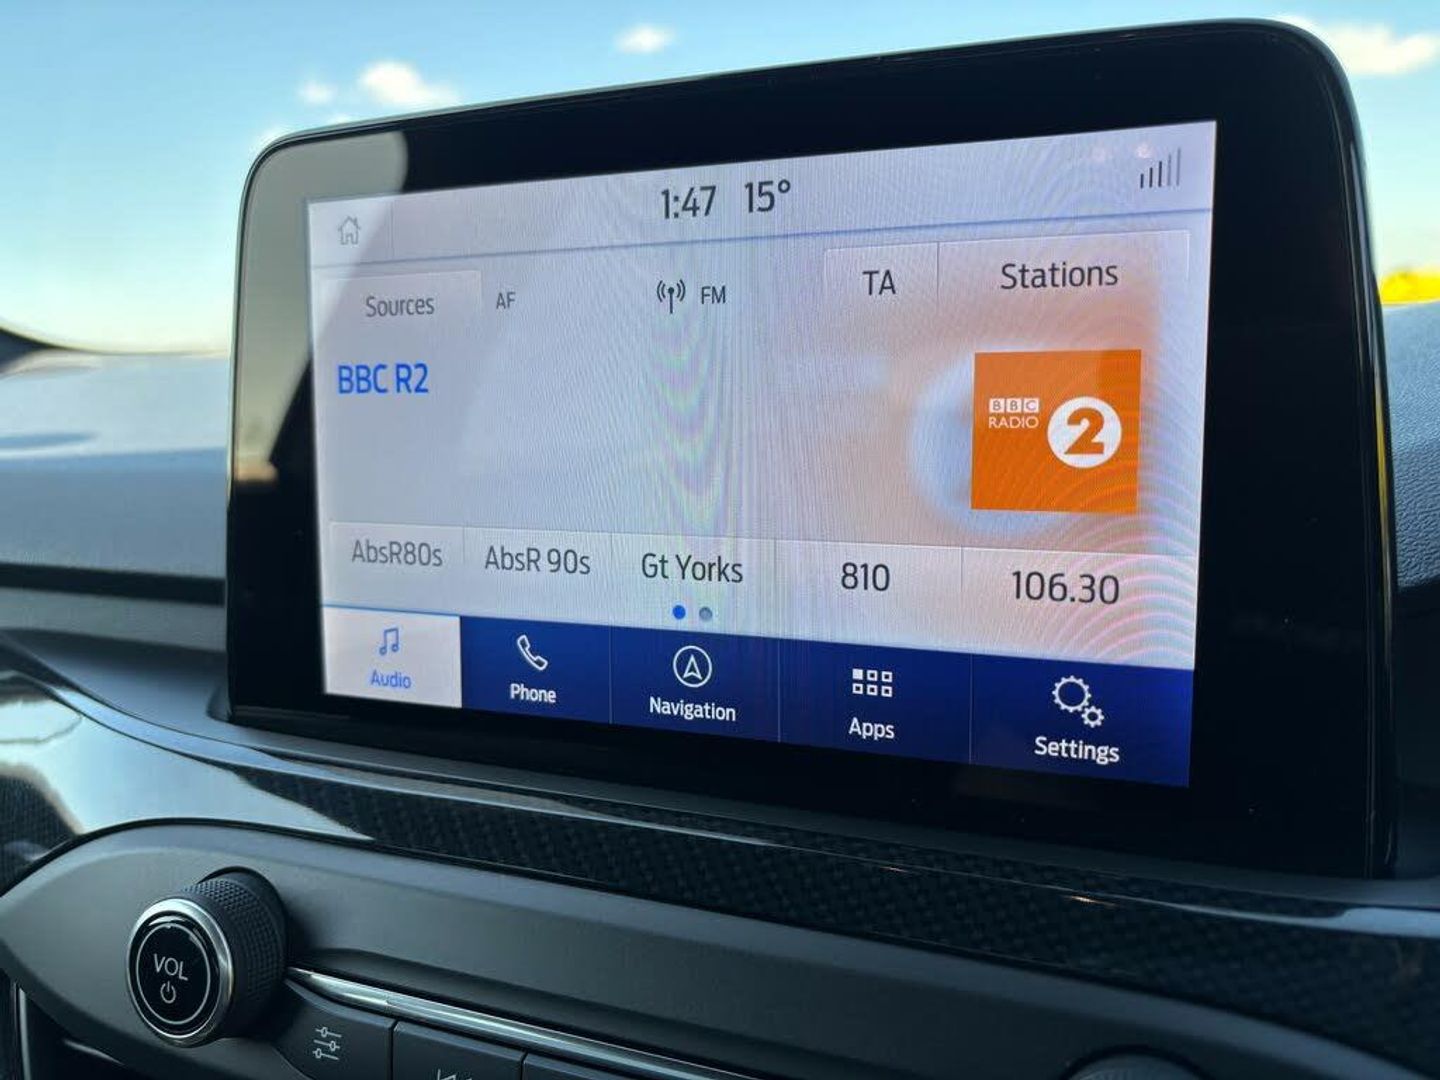 1:47 15°
Sources AF FM TA Stations
BBC R2
BBC
RADIO 2
AbsR80s AbsR 90s Gt Yorks 810 106.30
Audio Phone Navigation Apps Settings
VOL